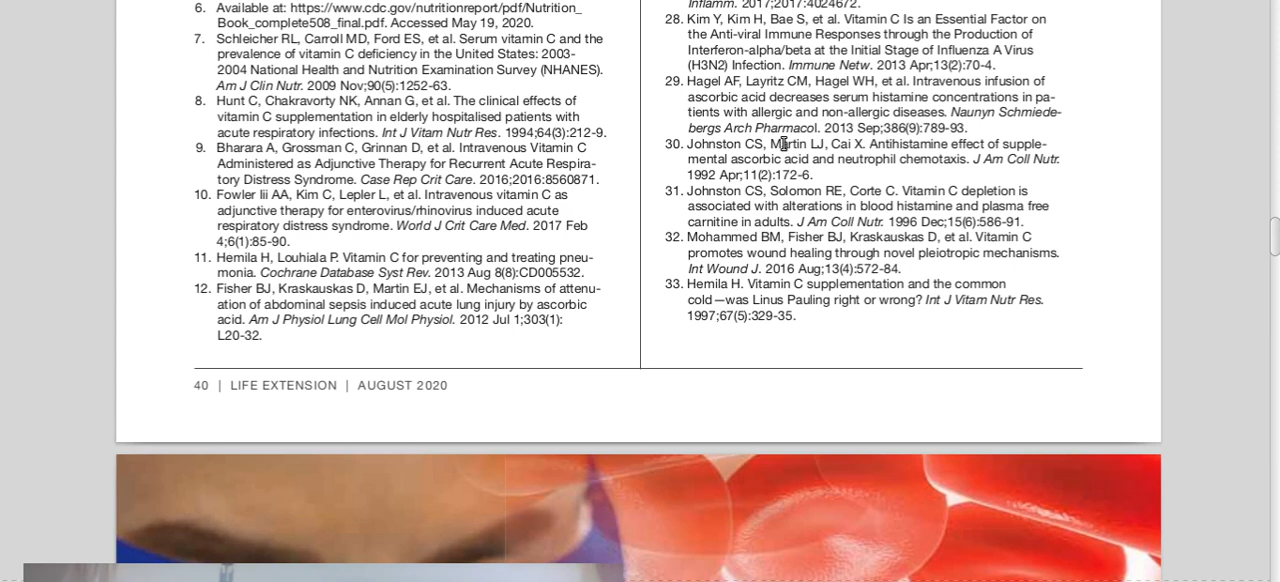 6. Available at: https://www.cdc.gov/nutritionreport/pdf/Nutrition_
Book_complete508_final.pdf. Accessed May 19, 2020.
7. Schleicher RL, Carroll MD, Ford ES, et al. Serum vitamin C and the
prevalence of vitamin C deficiency in the United States: 2003-
2004 National Health and Nutrition Examination Survey (NHANES).
Am J Clin Nutr. 2009 Nov;90(5):1252-63.
8. Hunt C, Chakravorty NK, Annan G, et al. The clinical effects of
vitamin C supplementation in elderly hospitalised patients with
acute respiratory infections. Int J Vitam Nutr Res. 1994;64(3):212-9.
9. Bharara A, Grossman C, Grinnan D, et al. Intravenous Vitamin C
Administered as Adjunctive Therapy for Recurrent Acute Respira-
tory Distress Syndrome. Case Rep Crit Care. 2016;2016:8560871.
10. Fowler Iii AA, Kim C, Lepler L, et al. Intravenous vitamin C as
adjunctive therapy for enterovirus/rhinovirus induced acute
respiratory distress syndrome. World J Crit Care Med. 2017 Feb
4;6(1):85-90.
11. Hemila H, Louhiala P. Vitamin C for preventing and treating pneu-
monia. Cochrane Database Syst Rev. 2013 Aug 8(8):CD005532.
12. Fisher BJ, Kraskauskas D, Martin EJ, et al. Mechanisms of attenu-
ation of abdominal sepsis induced acute lung injury by ascorbic
acid. Am J Physiol Lung Cell Mol Physiol. 2012 Jul 1;303(1):
L20-32.
Inflamm. 2017;2017:4024672.
28. Kim Y, Kim H, Bae S, et al. Vitamin C Is an Essential Factor on
the Anti-viral Immune Responses through the Production of
Interferon-alpha/beta at the Initial Stage of Influenza A Virus
(H3N2) Infection. Immune Netw. 2013 Apr;13(2):70-4.
29. Hagel AF, Layritz CM, Hagel WH, et al. Intravenous infusion of
ascorbic acid decreases serum histamine concentrations in pa-
tients with allergic and non-allergic diseases. Naunyn Schmiede-
bergs Arch Pharmacol. 2013 Sep;386(9):789-93.
30. Johnston CS, Martin LJ, Cai X. Antihistamine effect of supple-
mental ascorbic acid and neutrophil chemotaxis. J Am Coll Nutr.
1992 Apr;11(2):172-6.
31. Johnston CS, Solomon RE, Corte C. Vitamin C depletion is
associated with alterations in blood histamine and plasma free
carnitine in adults. J Am Coll Nutr. 1996 Dec;15(6):586-91.
32. Mohammed BM, Fisher BJ, Kraskauskas D, et al. Vitamin C
promotes wound healing through novel pleiotropic mechanisms.
Int Wound J. 2016 Aug;13(4):572-84.
33. Hemila H. Vitamin C supplementation and the common
cold—was Linus Pauling right or wrong? Int J Vitam Nutr Res.
1997;67(5):329-35.
40 | LIFE EXTENSION | AUGUST 2020